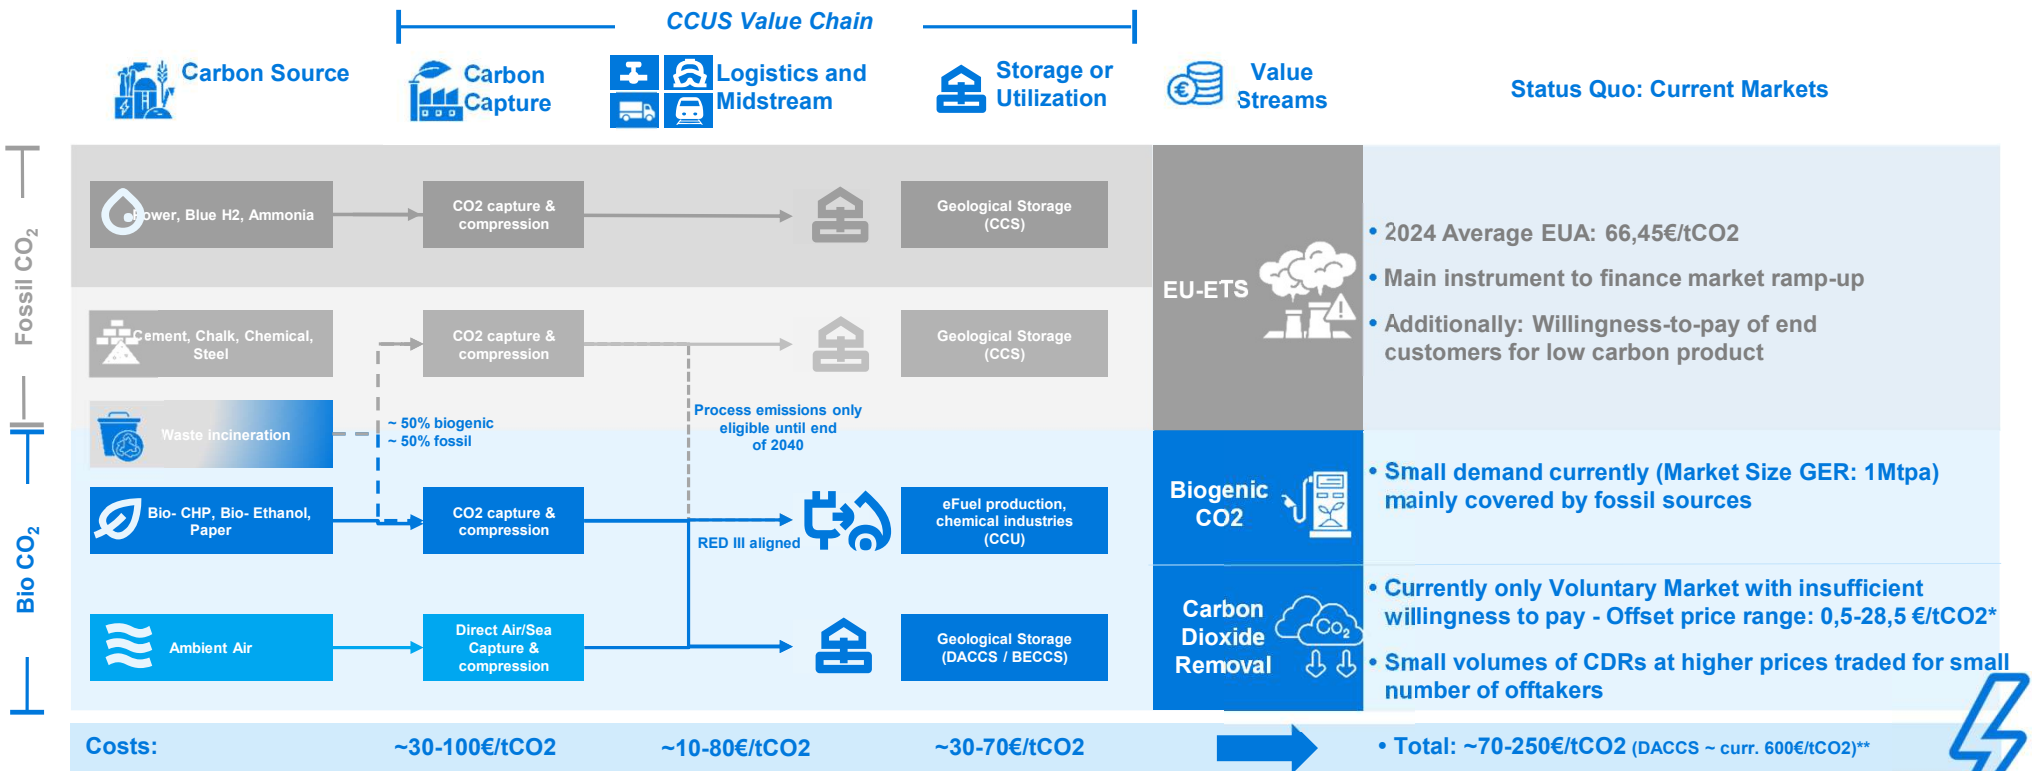 CCUS Value Chain
Carbon Source
Carbon
Capture
Logistics and
Midstream
Storage or
Utilization
Value
Streams
Status Quo: Current Markets
Fossil CO2
Power, Blue H2, Ammonia
CO2 capture &
compression
Geological Storage
(CCS)
Cement, Chalk, Chemical,
Steel
CO2 capture &
compression
Geological Storage
(CCS)
EU-ETS
• 2024 Average EUA: 66,45€/tCO2
• Main instrument to finance market ramp-up
• Additionally: Willingness-to-pay of end
customers for low carbon product
Waste incineration
~ 50% biogenic
~ 50% fossil
Process emissions only
eligible until end
of 2040
Bio CO2
Bio- CHP, Bio- Ethanol,
Paper
CO2 capture &
compression
RED III aligned
eFuel production,
chemical industries
(CCU)
Biogenic
CO2
• Small demand currently (Market Size GER: 1Mtpa)
mainly covered by fossil sources
Ambient Air
Direct Air/Sea
Capture &
compression
Geological Storage
(DACCS / BECCS)
Carbon
Dioxide
Removal
CO2
• Currently only Voluntary Market with insufficient
willingness to pay - Offset price range: 0,5-28,5 €/tCO2*
• Small volumes of CDRs at higher prices traded for small
number of offtakers
Costs:
~30-100€/tCO2
~10-80€/tCO2
~30-70€/tCO2
• Total: ~70-250€/tCO2 (DACCS ~ curr. 600€/tCO2)**